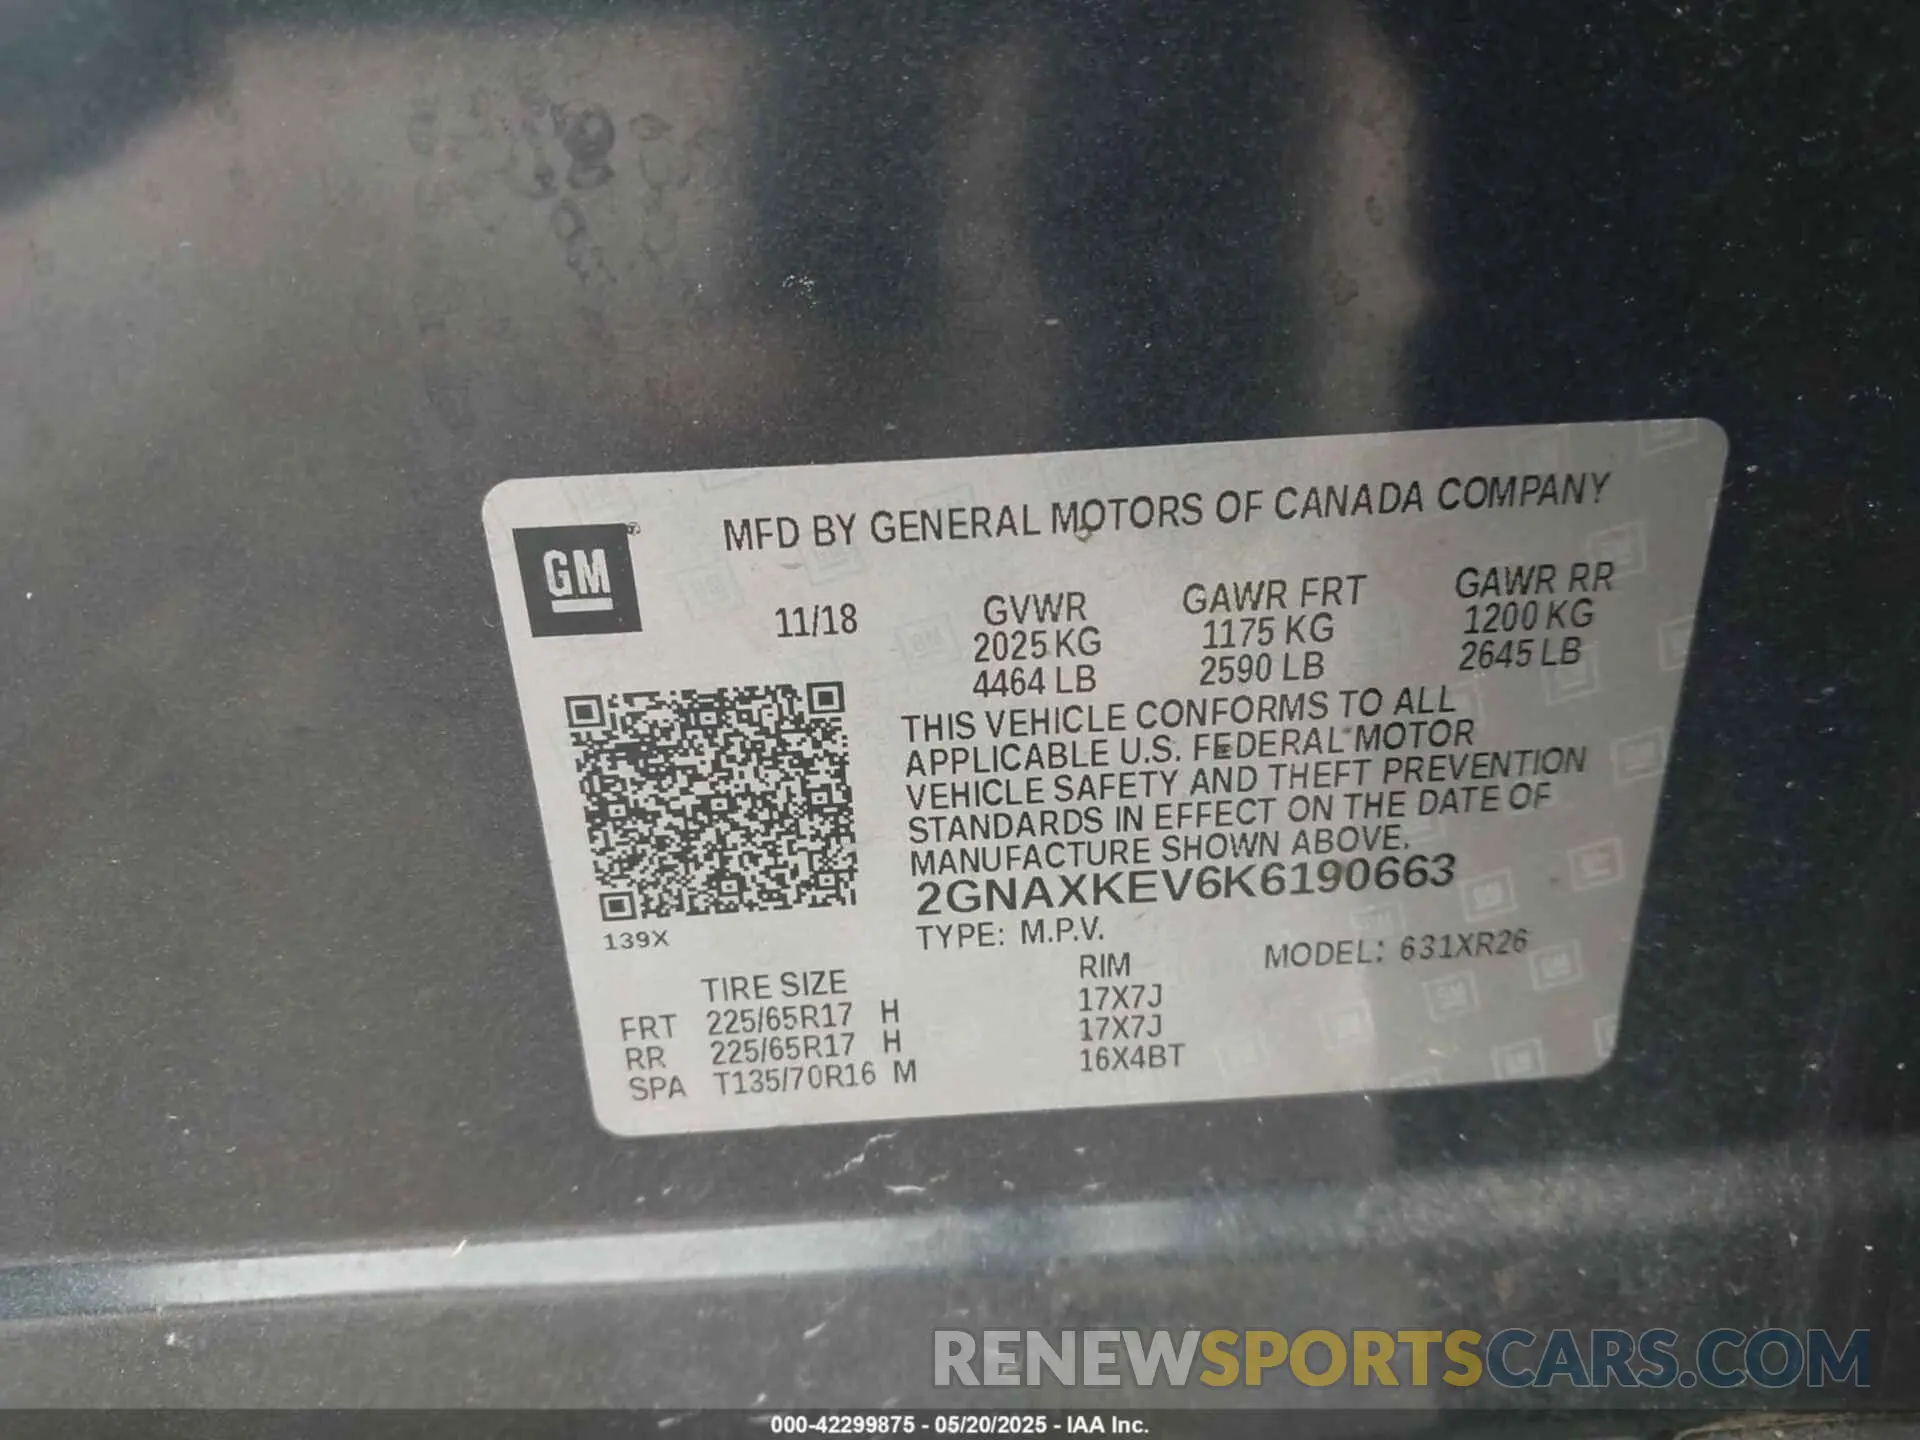 GM
MFD BY GENERAL MOTORS OF CANADA COMPANY
11/18
GVWR GAWR FRT GAWR RR
2025 KG 1175 KG 1200 KG
4464 LB 2590 LB 2645 LB
THIS VEHICLE CONFORMS TO ALL
APPLICABLE U.S. FEDERAL MOTOR
VEHICLE SAFETY AND THEFT PREVENTION
STANDARDS IN EFFECT ON THE DATE OF
MANUFACTURE SHOWN ABOVE.
2GNAXKEV6K6190663
139X
TYPE: M.P.V. MODEL: 631XR26
TIRE SIZE RIM
FRT 225/65R17 H 17X7J
RR 225/65R17 H 17X7J
SPA T135/70R16 M 16X4BT
RENEWSPORTSCARS.COM
000-42299875 - 05/20/2025 - IAA Inc.